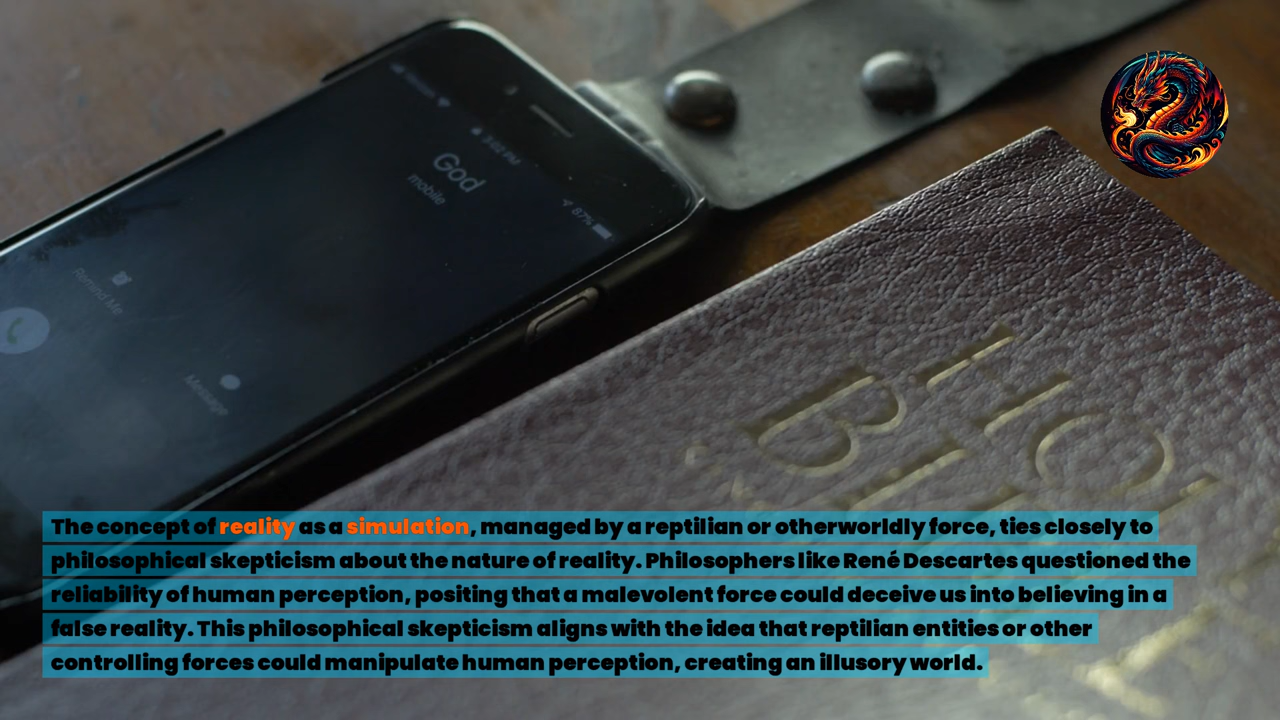 God
mobile
87%
Remind Me
Message
HOLY
BIBLE
The concept of reality as a simulation, managed by a reptilian or otherworldly force, ties closely to
philosophical skepticism about the nature of reality. Philosophers like René Descartes questioned the
reliability of human perception, positing that a malevolent force could deceive us into believing in a
false reality. This philosophical skepticism aligns with the idea that reptilian entities or other
controlling forces could manipulate human perception, creating an illusory world.